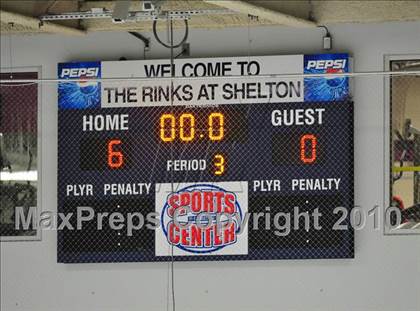 PEPSI WELCOME TO PEPSI
THE RINKS AT SHELTON
HOME 00.0 GUEST
6 PERIOD 3 0
PLYR PENALTY PLYR PENALTY
SPORTS
CENTER
MaxPreps Copyright 2010